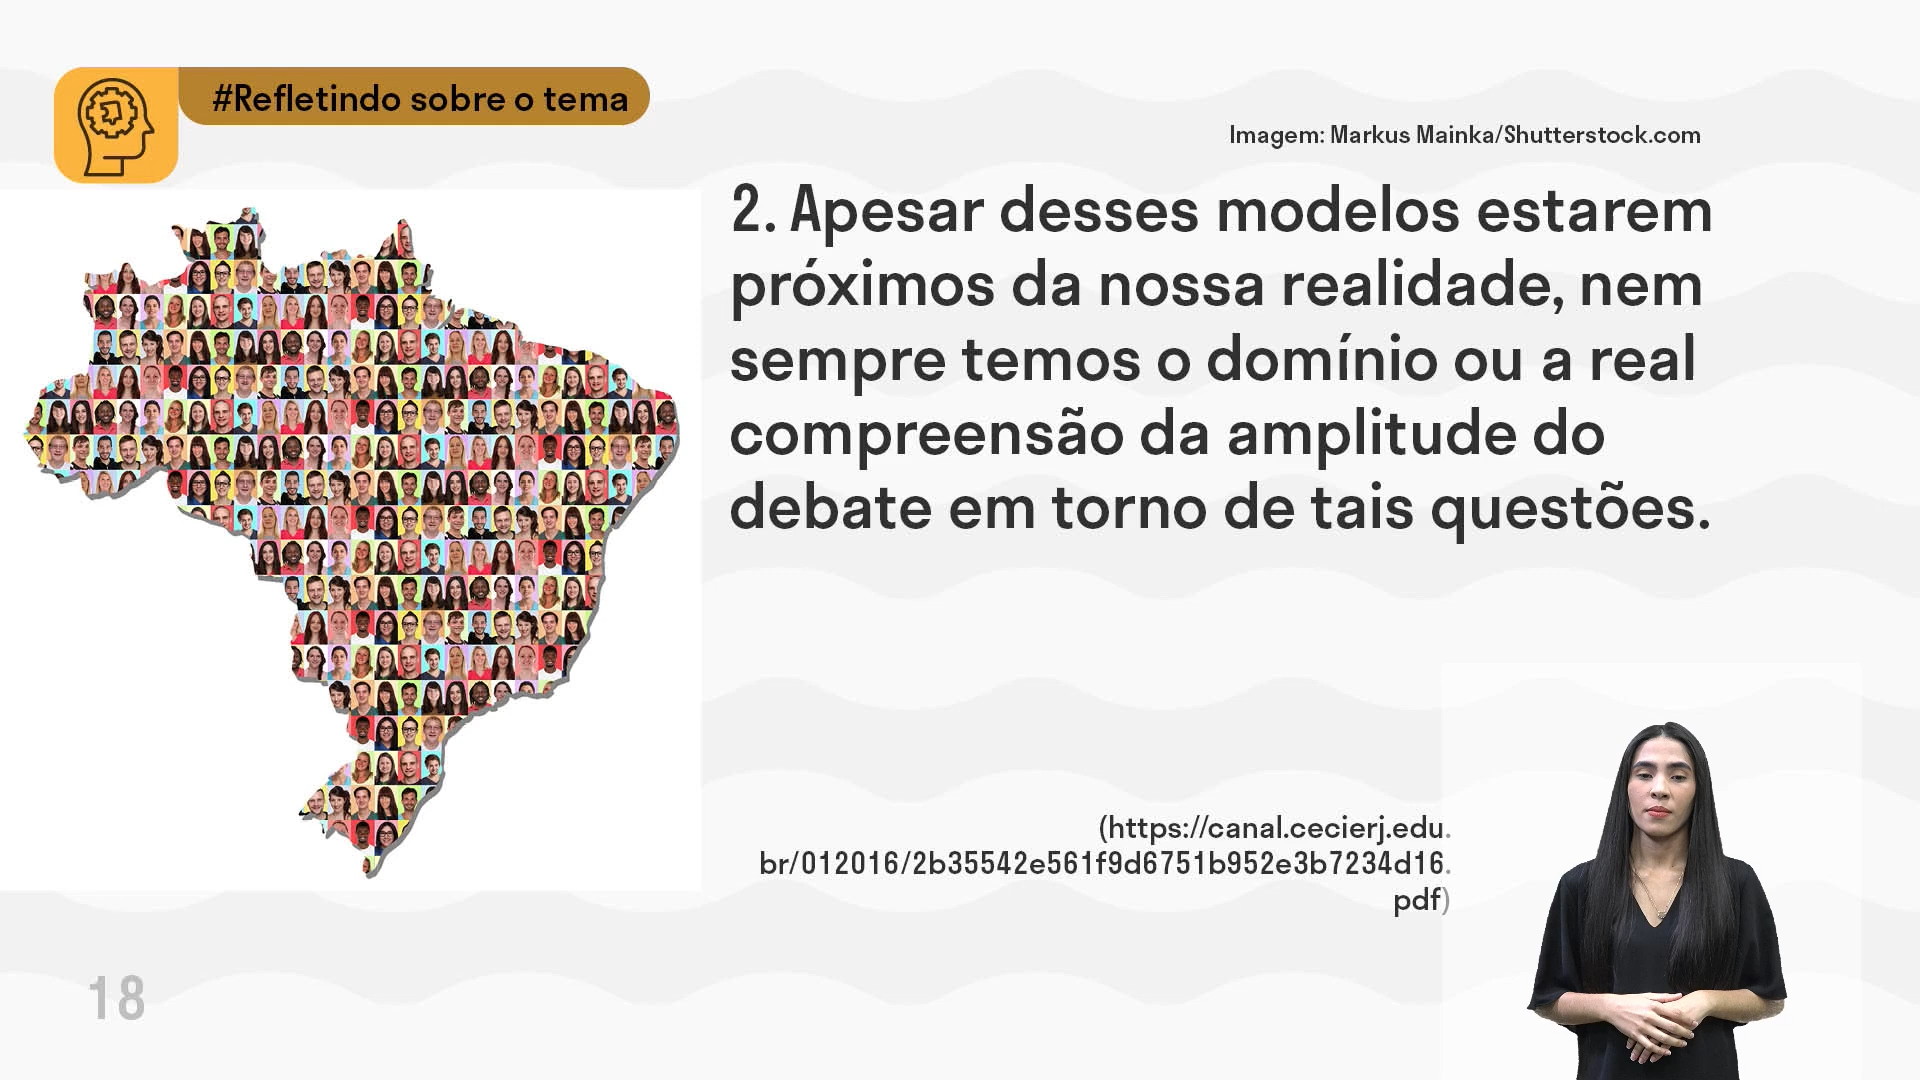 #Refletindo sobre o tema
Imagem: Markus Mainka/Shutterstock.com
2. Apesar desses modelos estarem
próximos da nossa realidade, nem
sempre temos o domínio ou a real
compreensão da amplitude do
debate em torno de tais questões.
(https://canal.cecierj.edu.
br/012016/2b35542e561f9d6751b952e3b7234d16.
pdf)
18